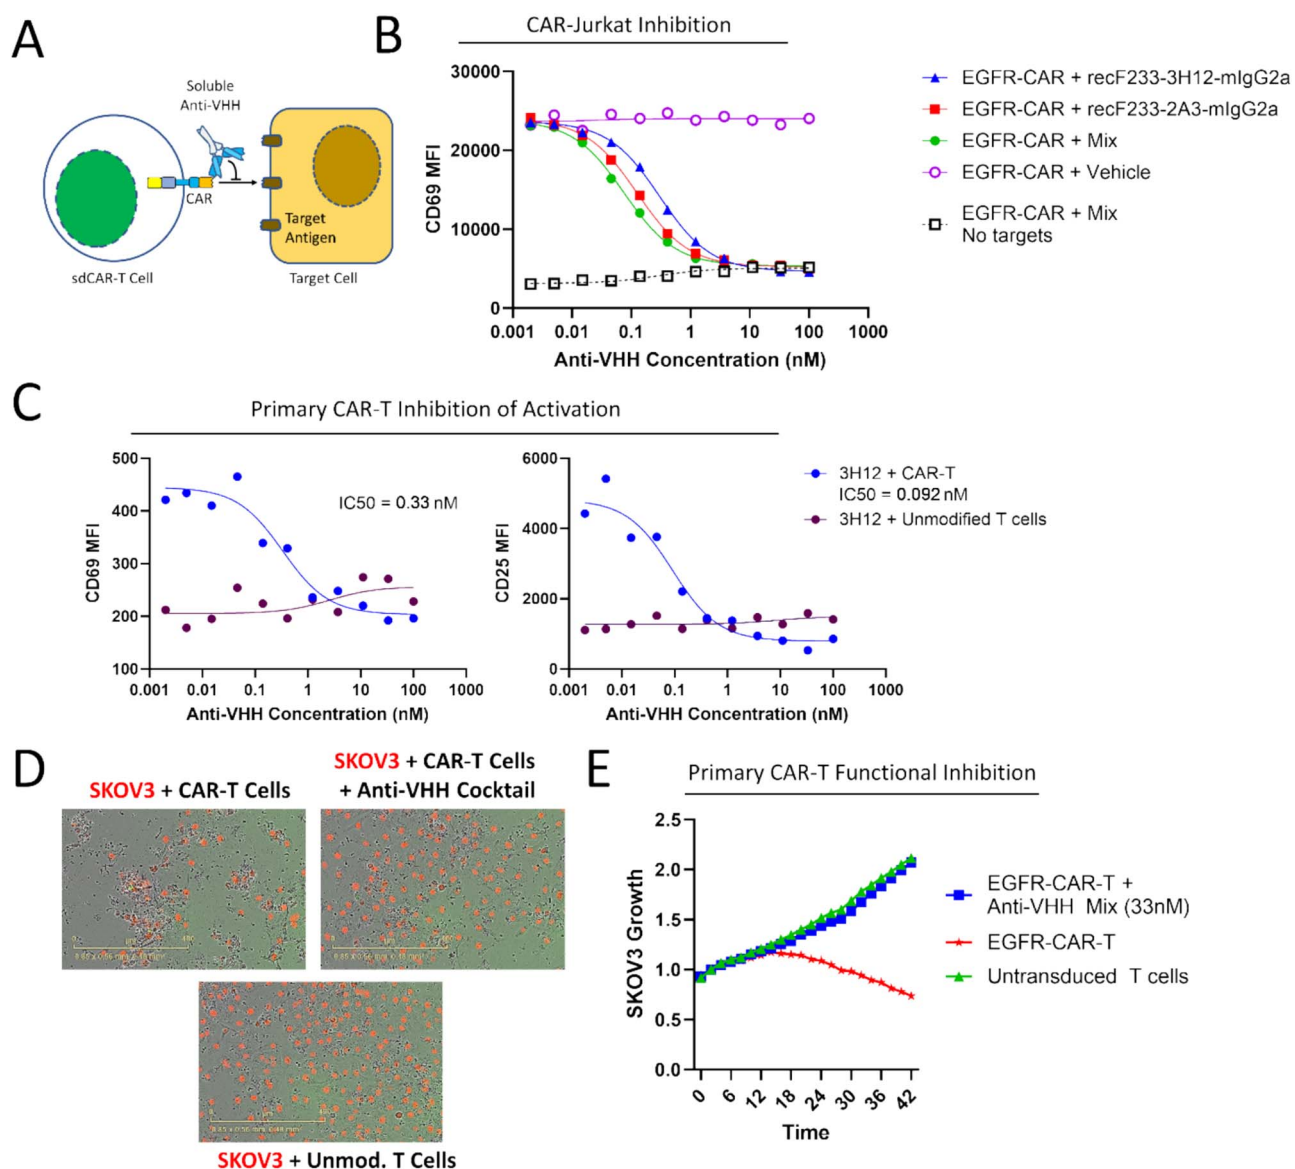 A
Soluble
Anti-VHH
CAR
Target
Antigen
sdCAR-T Cell
Target Cell
B
CAR-Jurkat Inhibition
30000
20000
10000
0
CD69 MFI
0.001 0.01 0.1 1 10 100 1000
Anti-VHH Concentration (nM)
EGFR-CAR + recF233-3H12-mIgG2a
EGFR-CAR + recF233-2A3-mIgG2a
EGFR-CAR + Mix
EGFR-CAR + Vehicle
EGFR-CAR + Mix
No targets
C
Primary CAR-T Inhibition of Activation
500
400
300
200
100
CD69 MFI
IC50 = 0.33 nM
0.001 0.01 0.1 1 10 100 1000
Anti-VHH Concentration (nM)
6000
4000
2000
0
CD25 MFI
0.001 0.01 0.1 1 10 100 1000
Anti-VHH Concentration (nM)
3H12 + CAR-T
IC50 = 0.092 nM
3H12 + Unmodified T cells
D
SKOV3 + CAR-T Cells
SKOV3 + CAR-T Cells
+ Anti-VHH Cocktail
SKOV3 + Unmod. T Cells
E
Primary CAR-T Functional Inhibition
2.5
2.0
1.5
1.0
0.5
0.0
SKOV3 Growth
0 6 12 18 24 30 36 42
Time
EGFR-CAR-T +
Anti-VHH Mix (33nM)
EGFR-CAR-T
Untransduced T cells